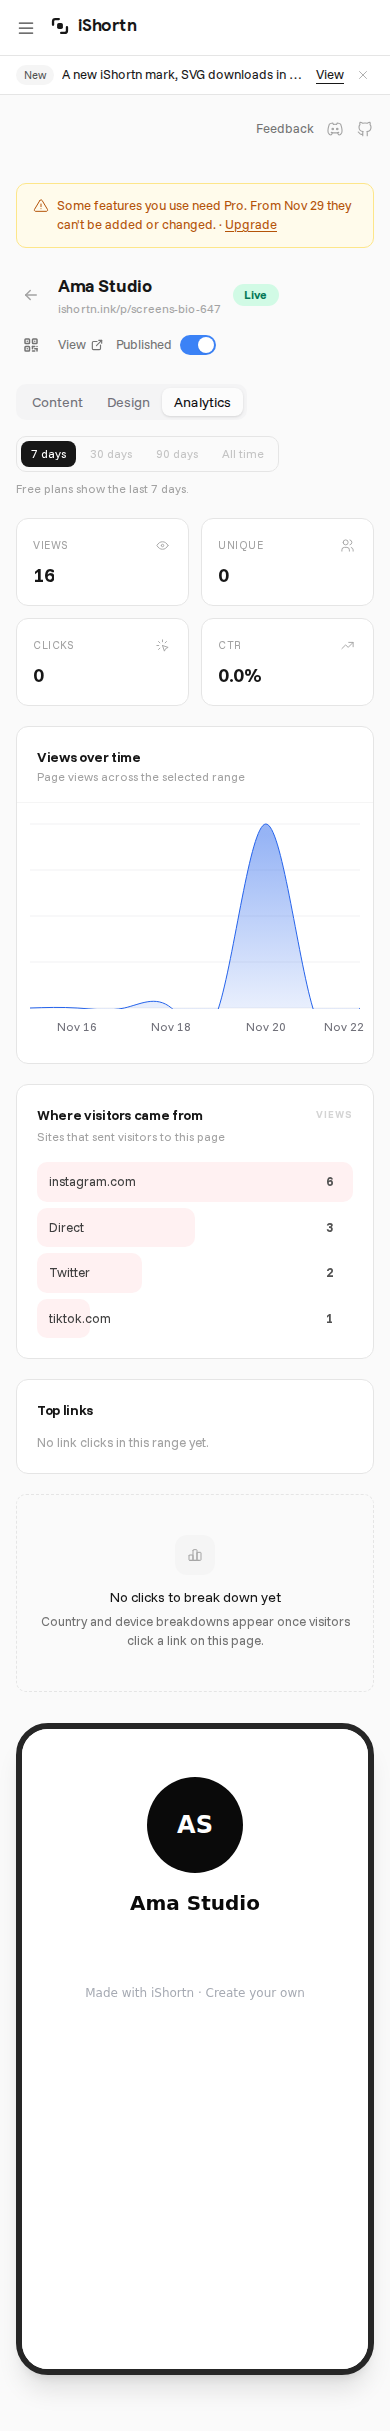 iShortn
New
A new iShortn mark, SVG downloads in ...
View
Feedback
Some features you use need Pro. From Nov 29 they
can't be added or changed. · Upgrade
Ama Studio
ishortn.ink/p/screens-bio-647
Live
View
Published
Content
Design
Analytics
7 days
30 days
90 days
All time
Free plans show the last 7 days.
VIEWS
16
UNIQUE
0
CLICKS
0
CTR
0.0%
Views over time
Page views across the selected range
Nov 16
Nov 18
Nov 20
Nov 22
Where visitors came from
VIEWS
Sites that sent visitors to this page
instagram.com
6
Direct
3
Twitter
2
tiktok.com
1
Top links
No link clicks in this range yet.
No clicks to break down yet
Country and device breakdowns appear once visitors
click a link on this page.
AS
Ama Studio
Made with iShortn · Create your own